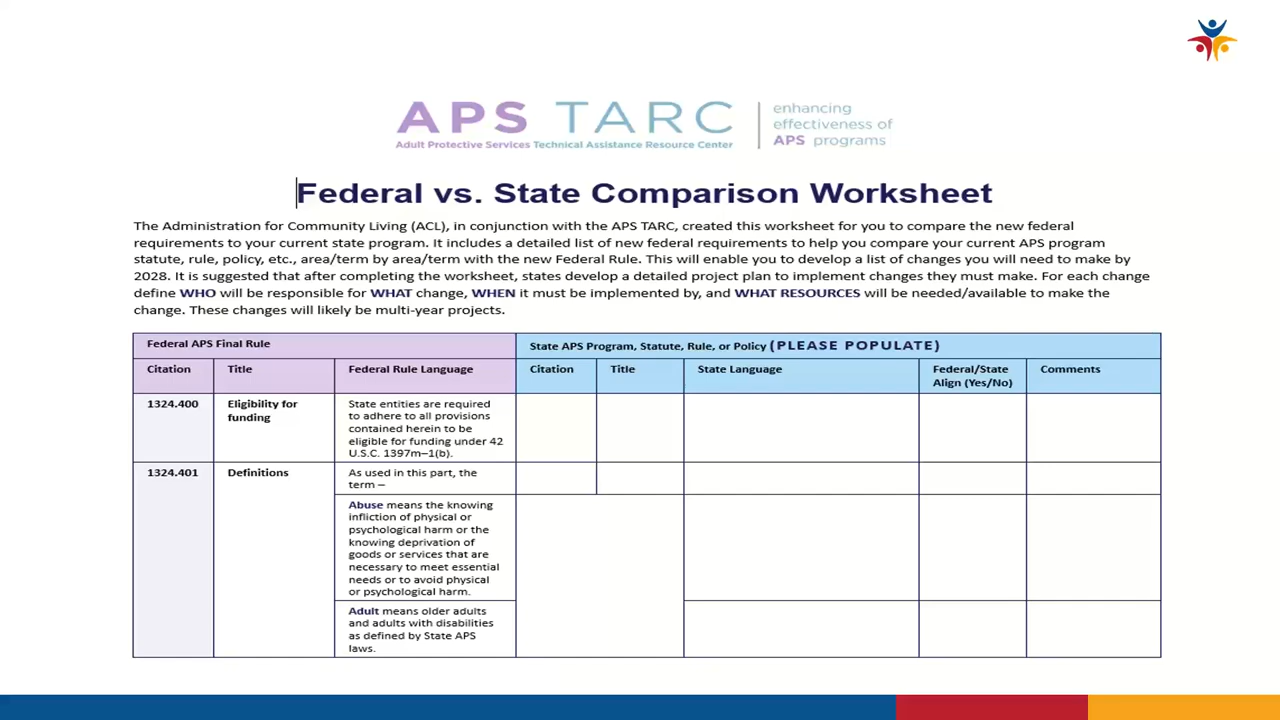 APS TARC
Adult Protective Services Technical Assistance Resource Center
enhancing
effectiveness of
APS programs
Federal vs. State Comparison Worksheet
The Administration for Community Living (ACL), in conjunction with the APS TARC, created this worksheet for you to compare the new federal
requirements to your current state program. It includes a detailed list of new federal requirements to help you compare your current APS program
statute, rule, policy, etc., area/term by area/term with the new Federal Rule. This will enable you to develop a list of changes you will need to make by
2028. It is suggested that after completing the worksheet, states develop a detailed project plan to implement changes they must make. For each change
define WHO will be responsible for WHAT change, WHEN it must be implemented by, and WHAT RESOURCES will be needed/available to make the
change. These changes will likely be multi-year projects.
Federal APS Final Rule
State APS Program, Statute, Rule, or Policy (PLEASE POPULATE)
Citation
Title
Federal Rule Language
Citation
Title
State Language
Federal/State
Align (Yes/No)
Comments
1324.400
Eligibility for
funding
State entities are required
to adhere to all provisions
contained herein to be
eligible for funding under 42
U.S.C. 1397m–1(b).
1324.401
Definitions
As used in this part, the
term –
Abuse means the knowing
infliction of physical or
psychological harm or the
knowing deprivation of
goods or services that are
necessary to meet essential
needs or to avoid physical
or psychological harm.
Adult means older adults
and adults with disabilities
as defined by State APS
laws.